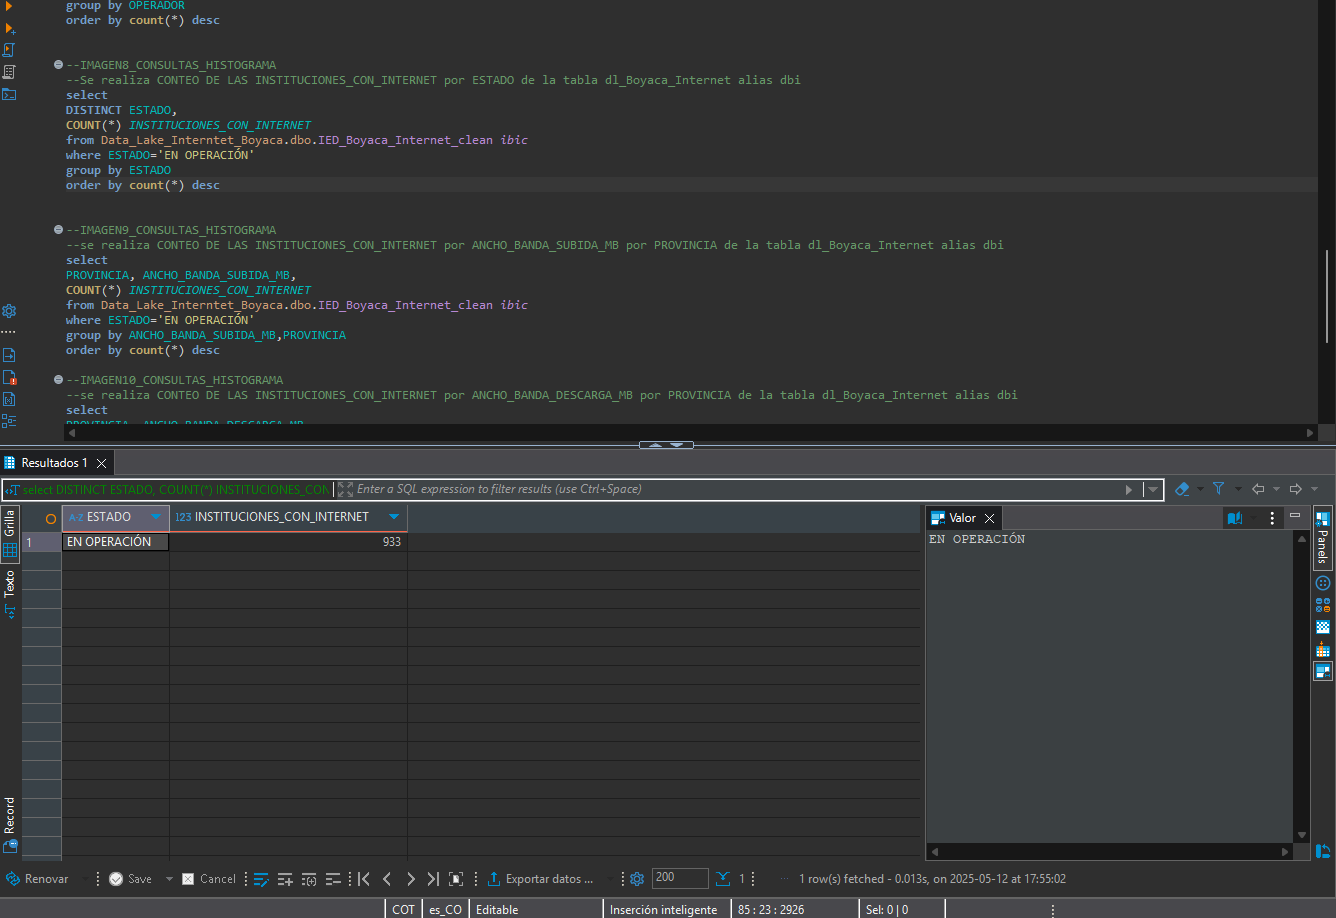 group by OPERADOR
order by count(*) desc
--IMAGEN8_CONSULTAS_HISTOGRAMA
--Se realiza CONTEO DE LAS INSTITUCIONES_CON_INTERNET por ESTADO de la tabla dl_Boyaca_Internet alias dbi
select
DISTINCT ESTADO,
COUNT(*) INSTITUCIONES_CON_INTERNET
from Data_Lake_Interntet_Boyaca.dbo.IED_Boyaca_Internet_clean ibic
where ESTADO='EN OPERACIÓN'
group by ESTADO
order by count(*) desc
--IMAGEN9_CONSULTAS_HISTOGRAMA
--se realiza CONTEO DE LAS INSTITUCIONES_CON_INTERNET por ANCHO_BANDA_SUBIDA_MB por PROVINCIA de la tabla dl_Boyaca_Internet alias dbi
select
PROVINCIA, ANCHO_BANDA_SUBIDA_MB,
COUNT(*) INSTITUCIONES_CON_INTERNET
from Data_Lake_Interntet_Boyaca.dbo.IED_Boyaca_Internet_clean ibic
where ESTADO='EN OPERACIÓN'
group by ANCHO_BANDA_SUBIDA_MB,PROVINCIA
order by count(*) desc
--IMAGEN10_CONSULTAS_HISTOGRAMA
--se realiza CONTEO DE LAS INSTITUCIONES_CON_INTERNET por ANCHO_BANDA_DESCARGA_MB por PROVINCIA de la tabla dl_Boyaca_Internet alias dbi
select
PROVINCIA, ANCHO_BANDA_DESCARGA_MB,
Resultados 1
select DISTINCT ESTADO, COUNT(*) INSTITUCIONES_CON Enter a SQL expression to filter results (use Ctrl+Space)
Grilla
Texto
Record
A-Z ESTADO 123 INSTITUCIONES_CON_INTERNET
1 EN OPERACIÓN 933
Valor
EN OPERACIÓN
Panels
Renovar Save Cancel Exportar datos ... 200 1 1 row(s) fetched - 0.013s, on 2025-05-12 at 17:55:02
COT es_CO Editable Inserción inteligente 85 : 23 : 2926 Sel: 0 | 0